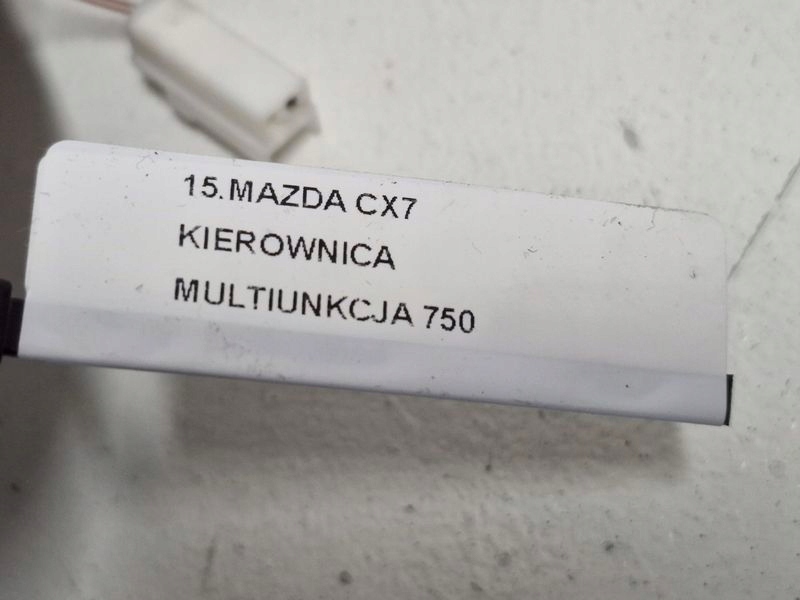 15.MAZDA CX7
KIEROWNICA
MULTIUNKCJA 750